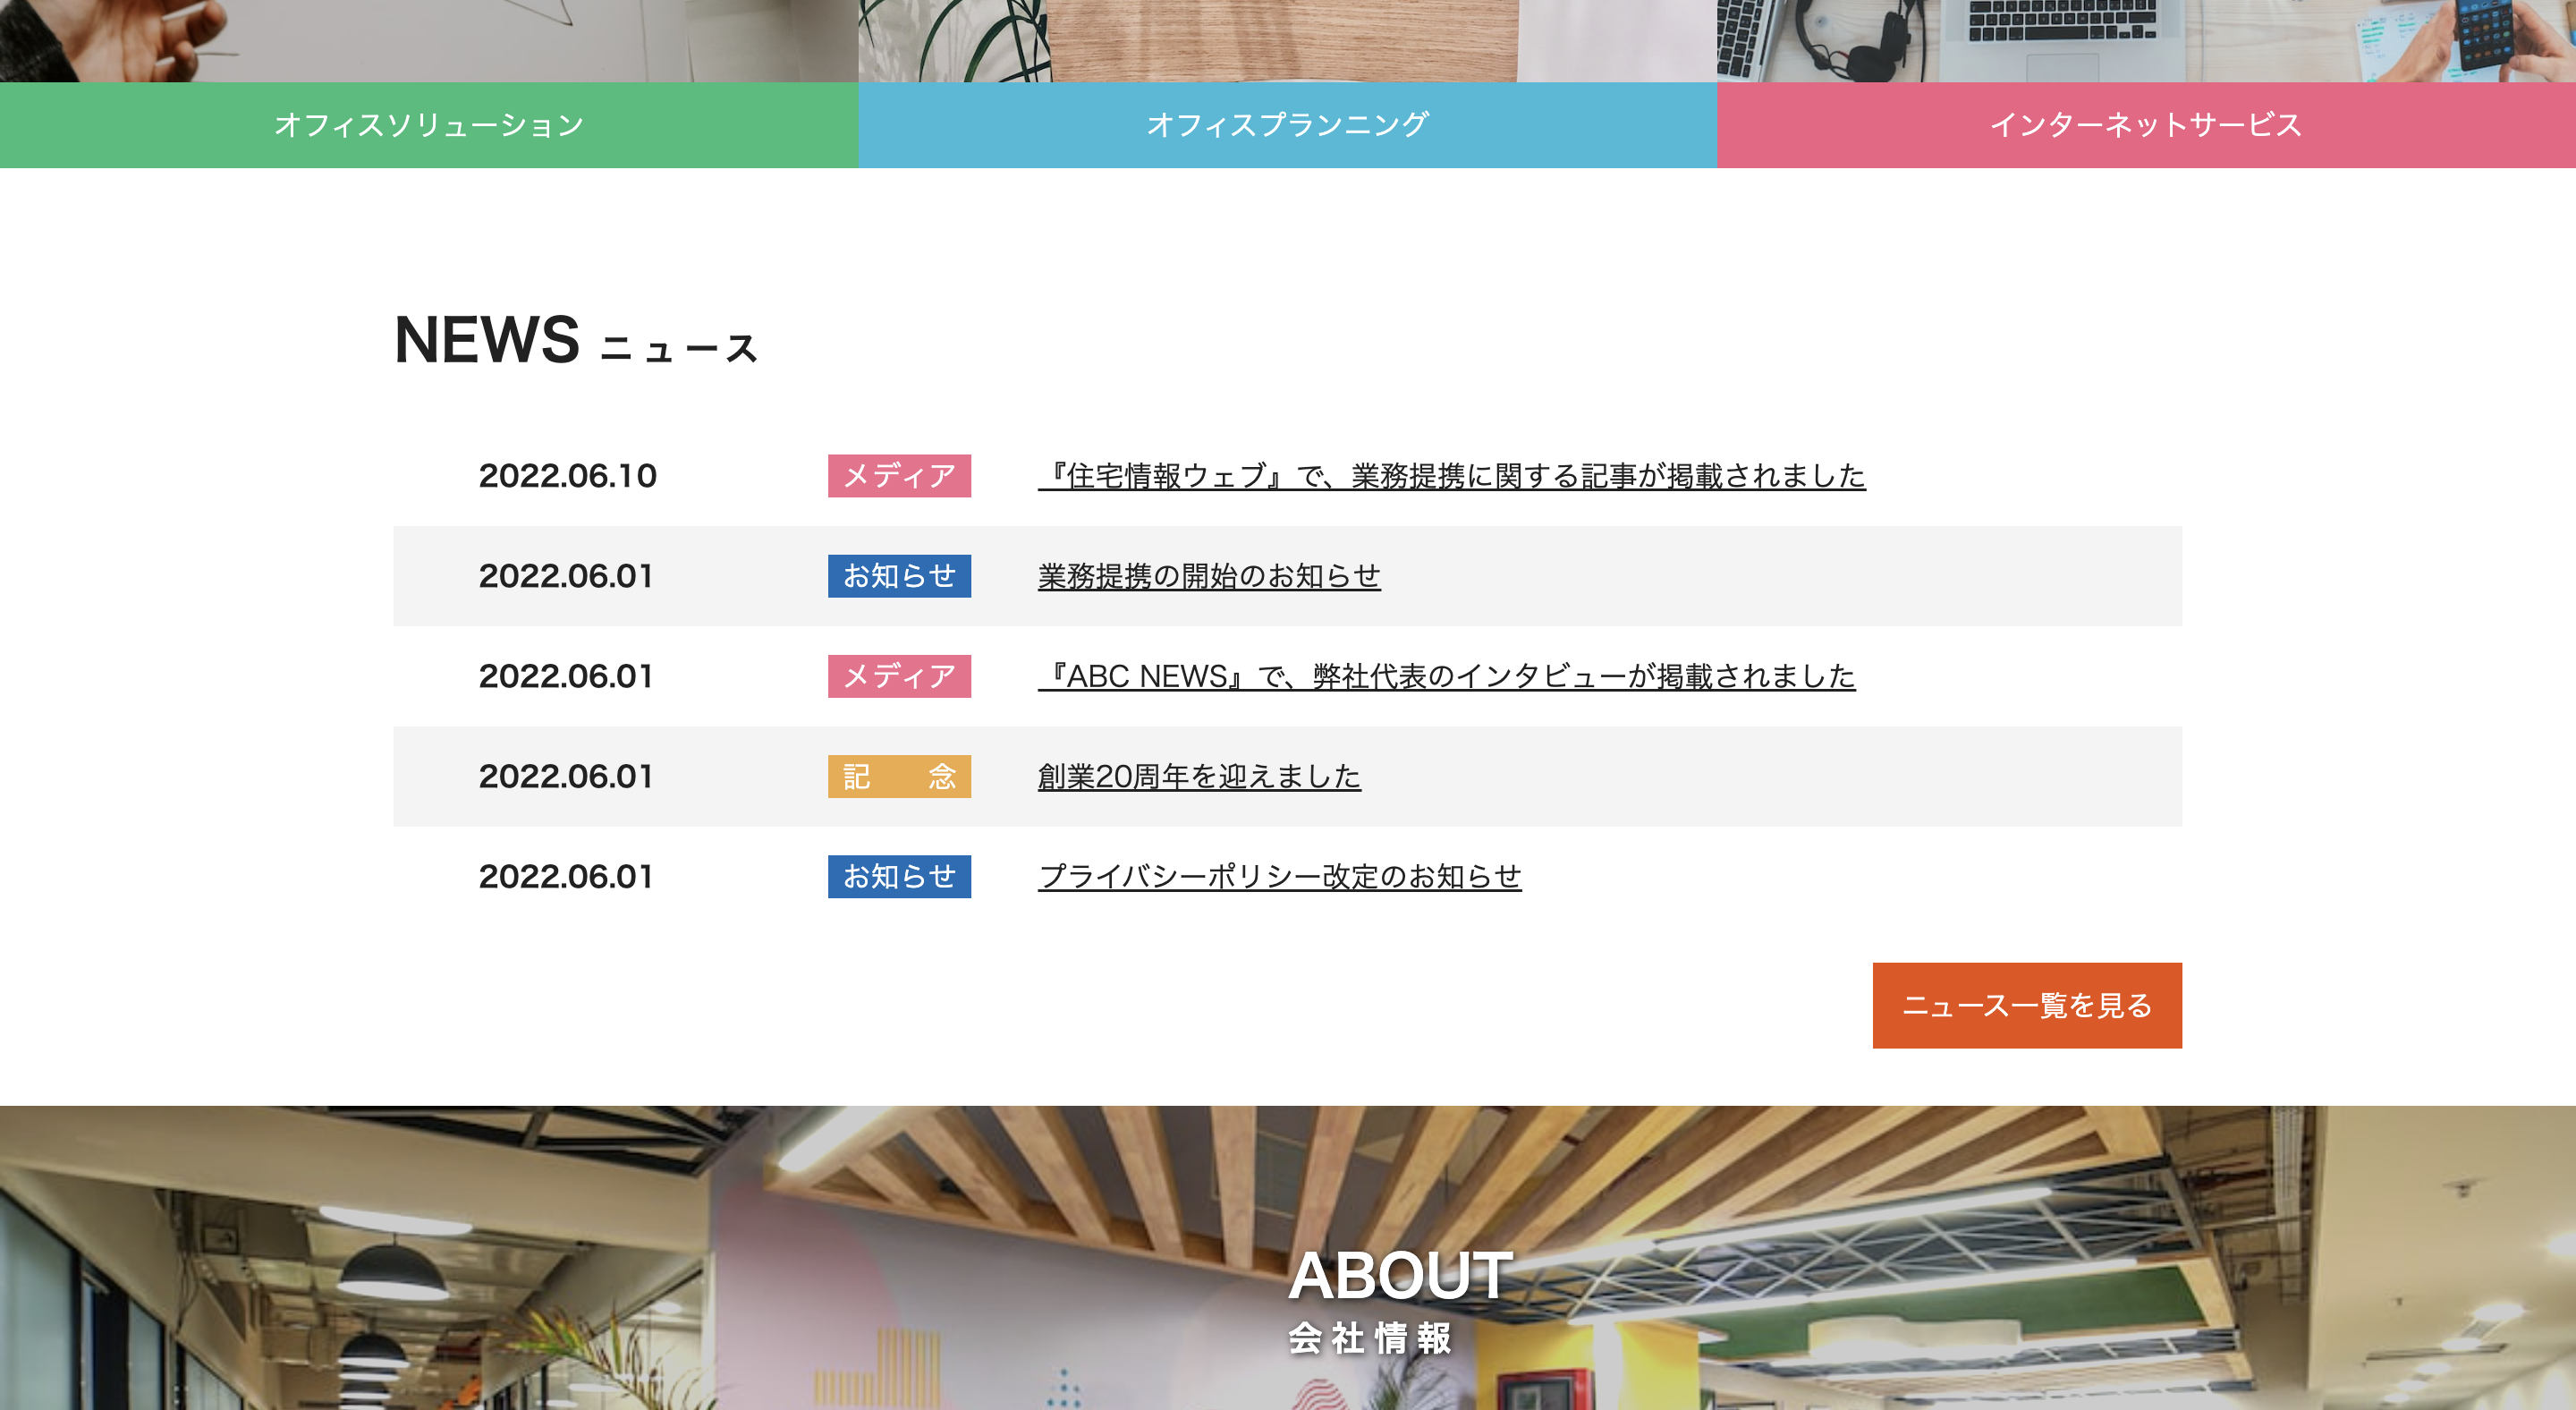 オフィスソリューション オフィスプランニング インターネットサービス
NEWS ニュース
2022.06.10 メディア 『住宅情報ウェブ』で、業務提携に関する記事が掲載されました
2022.06.01 お知らせ 業務提携の開始のお知らせ
2022.06.01 メディア 『ABC NEWS』で、弊社代表のインタビューが掲載されました
2022.06.01 記　念 創業20周年を迎えました
2022.06.01 お知らせ プライバシーポリシー改定のお知らせ
ニュース一覧を見る
ABOUT
会社情報